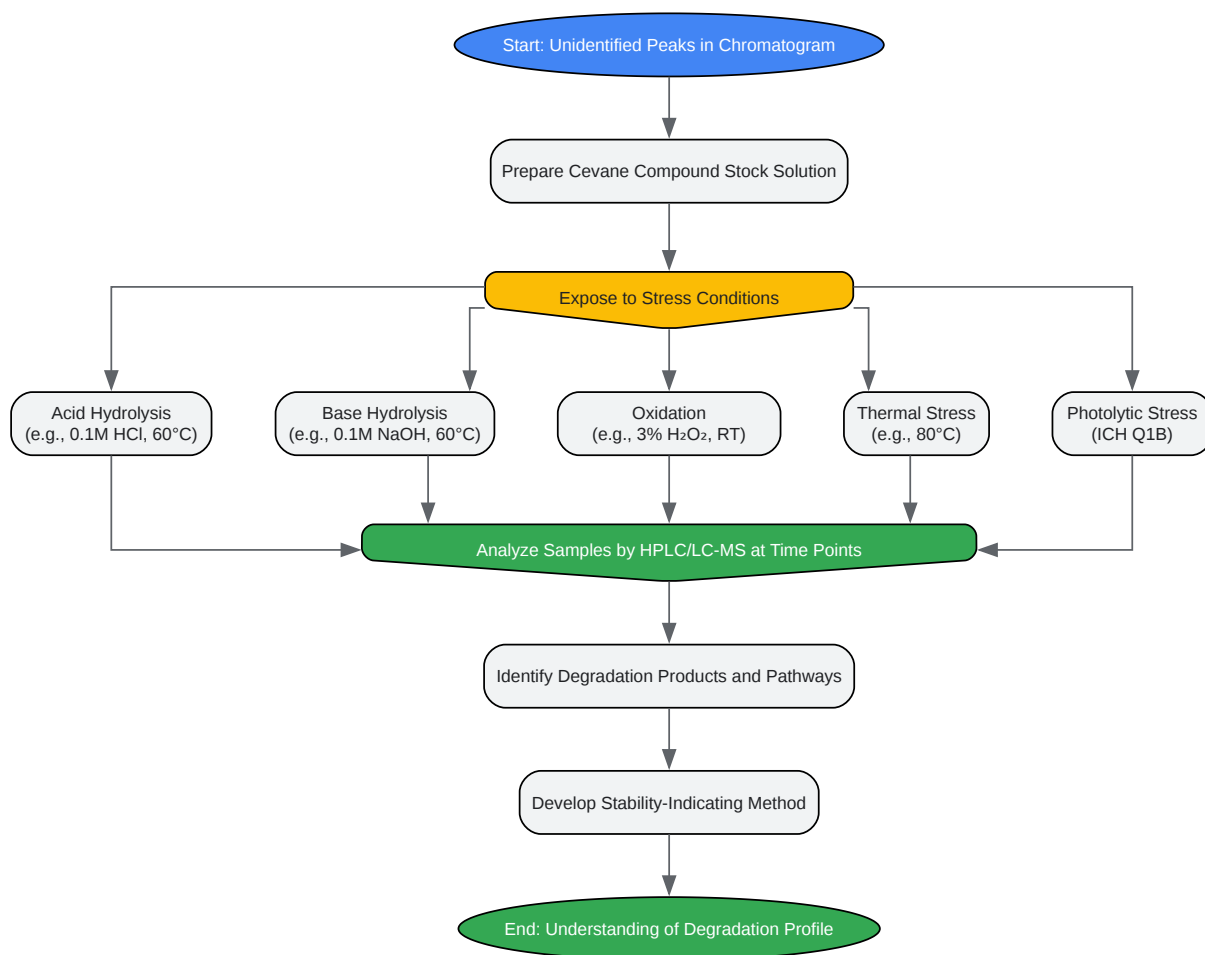 Start: Unidentified Peaks in Chromatogram
Prepare Cevane Compound Stock Solution
Expose to Stress Conditions
Acid Hydrolysis
(e.g., 0.1M HCl, 60°C)
Base Hydrolysis
(e.g., 0.1M NaOH, 60°C)
Oxidation
(e.g., 3% H₂O₂, RT)
Thermal Stress
(e.g., 80°C)
Photolytic Stress
(ICH Q1B)
Analyze Samples by HPLC/LC-MS at Time Points
Identify Degradation Products and Pathways
Develop Stability-Indicating Method
End: Understanding of Degradation Profile